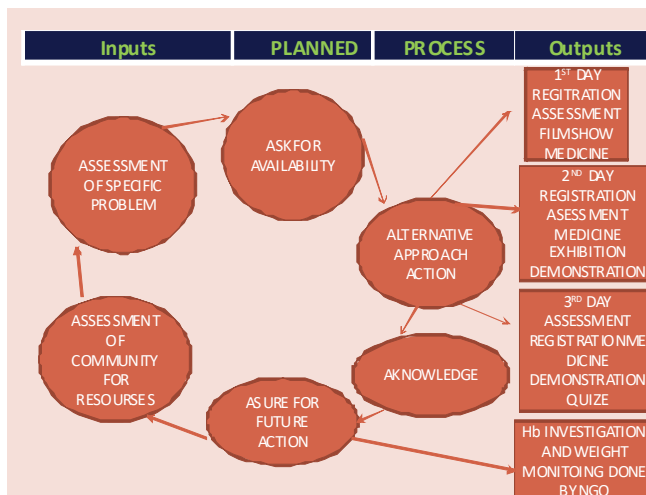 Inputs PLANNED PROCESS Outputs
1ST DAY
REGITRATION
ASSESSMENT
FILMSHOW
MEDICINE
ASK FOR
AVAILABILITY
ASSESSMENT
OF SPECIFIC
PROBLEM
2ND DAY
REGISTRATION
ASESSMENT
MEDICINE
EXHIBITION
DEMONSTRATION
ALTERNATIVE
APPROACH
ACTION
3RD DAY
ASSESSMENT
REGISTRATIONME
DICINE
DEMONSTRATION
QUIZE
ASSESSMENT
OF
COMMUNITY
FOR
RESOURSES
AKNOWLEDGE
ASURE FOR
FUTURE
ACTION
Hb INVESTIGATION
AND WEIGHT
MONITOING DONE
BY NGO